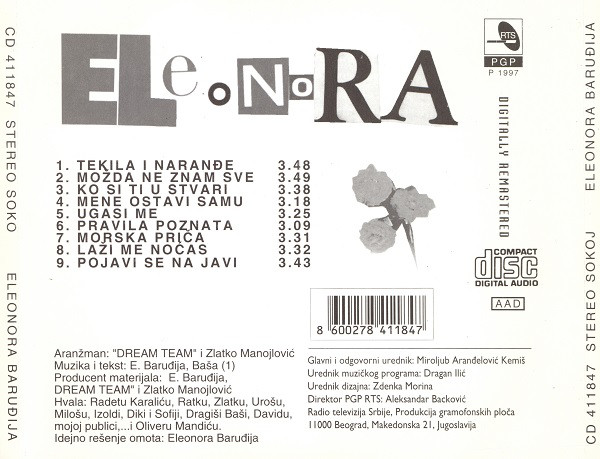 CD 411847 STEREO SOKO ELEONORA BARUĐIJA
ELeONoRA
RTS
PGP
P 1997
DIGITALLY REMASTERED
1. TEKILA I NARANĐE 3.48
2. MOŽDA NE ZNAM SVE 3.49
3. KO SI TI U STVARI 3.38
4. MENE OSTAVI SAMU 3.18
5. UGASI ME 3.25
6. PRAVILA POZNATA 3.09
7. MORSKA PRIČA 3.31
8. LAŽI ME NOĆAS 3.32
9. POJAVI SE NA JAVI 3.43
COMPACT
disc
DIGITAL AUDIO
AAD
8 600278 411847
Aranžman: "DREAM TEAM" i Zlatko Manojlović
Muzika i tekst: E. Baruđija, Baša (1)
Producent materijala: E. Baruđija,
DREAM TEAM i Zlatko Manojlović
Hvala: Radetu Karaliću, Ratku, Zlatku, Urošu,
Milošu, Izoldi, Diki i Sofiji, Dragiši Baši, Davidu,
mojoj publici,...i Oliveru Mandiću.
Idejno rešenje omota: Eleonora Baruđija
Glavni i odgovorni urednik: Miroljub Aranđelović Kemiš
Urednik muzičkog programa: Dragan Ilić
Urednik dizajna: Zdenka Morina
Direktor PGP RTS: Aleksandar Backović
Radio televizija Srbije, Produkcija gramofonskih ploča
11000 Beograd, Makedonska 21, Jugoslavija
CD 411847 STEREO SOKOJ ELEONORA BARUĐIJA